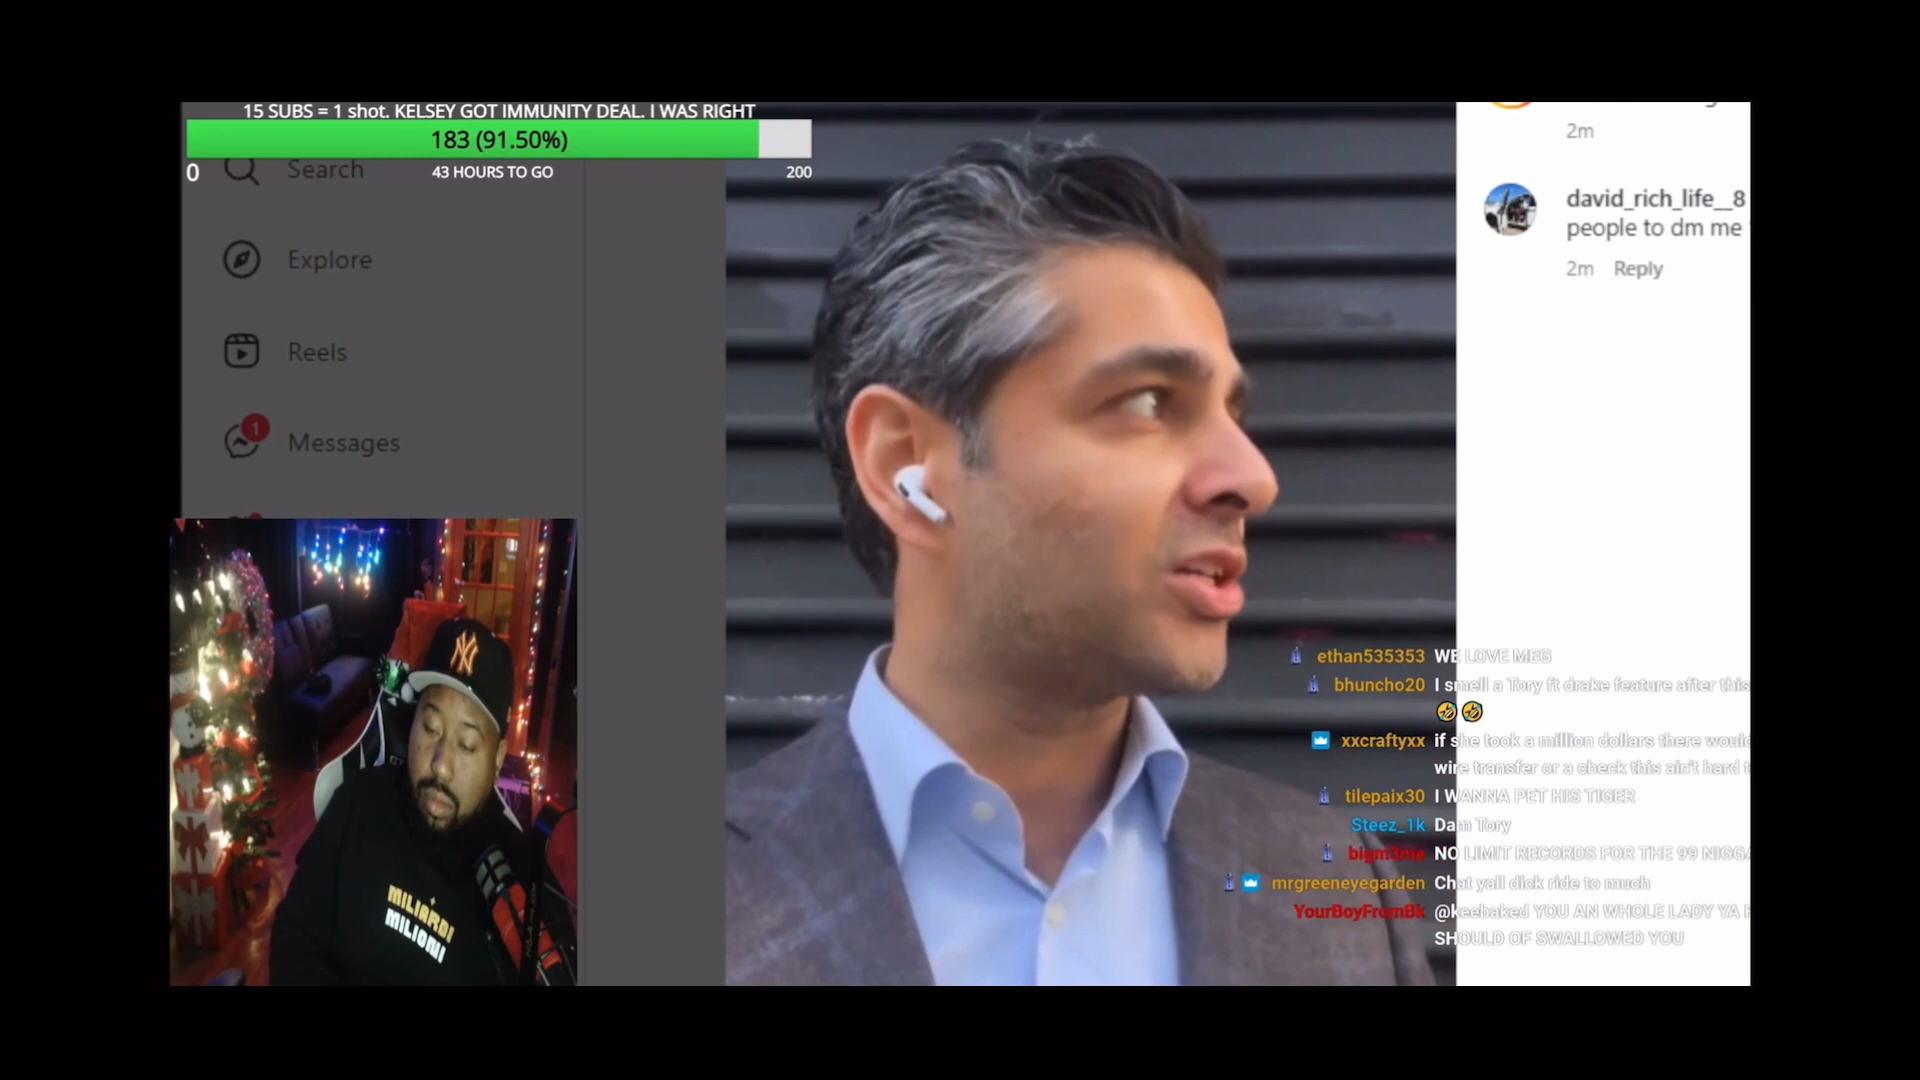 15 SUBS = 1 shot. KELSEY GOT IMMUNITY DEAL. I WAS RIGHT
183 (91.50%)
0
43 HOURS TO GO
200
Search
Explore
Reels
1
Messages
2m
david_rich_life__8
people to dm me
2m Reply
NY
MILIARDI
MILIONI
ethan535353 WE LOVE MEG
bhuncho20 I smell a Tory ft drake feature after this
xxcraftyxx if she took a million dollars there would
wire transfer or a check this ain't hard t
tilepaix30 I WANNA PET HIS TIGER
Steez_1k Dam Tory
bigm3me NO LIMIT RECORDS FOR THE 99 NIGGA
mrgreeneyegarden Chat yall dick ride to much
YourBoyFromBk @keebaked YOU AN WHOLE LADY YA
SHOULD OF SWALLOWED YOU